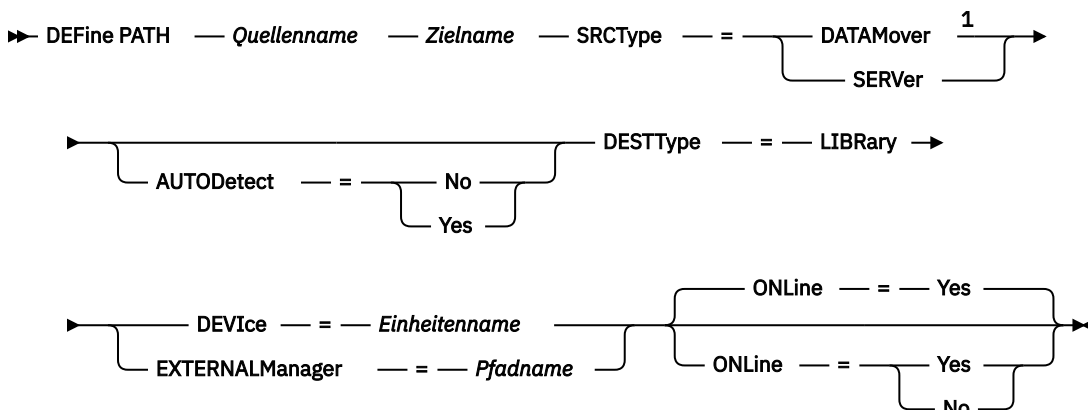 DEFine PATH — Quellenname — Zielname — SRCType — = — DATAMover 1
SERVer
DESTType — = — LIBRary
AUTODetect — = — No
Yes
ONLine — = — Yes
DEVIce — = — Einheitenname
EXTERNALManager — = — Pfadname
ONLine — = — Yes
No